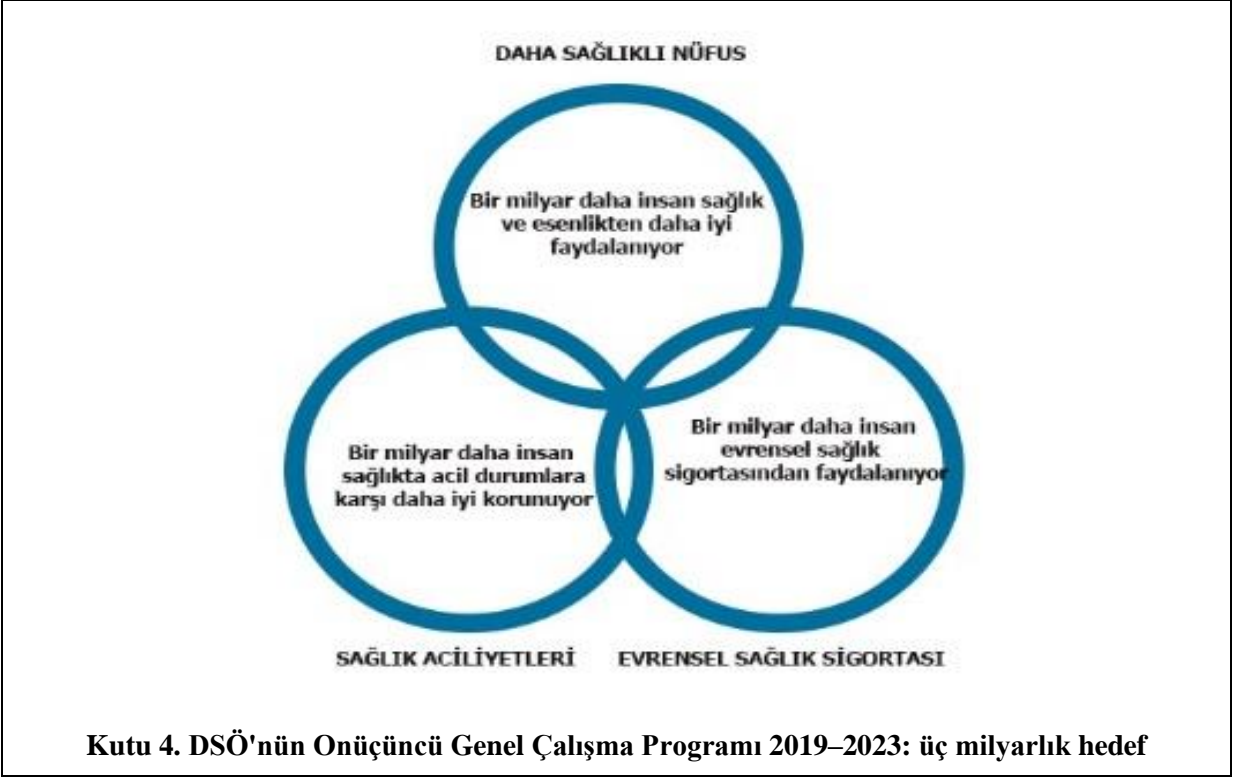 DAHA SAĞLIKLI NÜFUS
Bir milyar daha insan sağlık
ve esenlikten daha iyi
faydalanıyor
Bir milyar daha insan
sağlıkta acil durumlara
karşı daha iyi korunuyor
Bir milyar daha insan
evrensel sağlık
sigortasından faydalanıyor
SAĞLIK ACİLİYETLERİ
EVRENSEL SAĞLIK SİGORTASI
Kutu 4. DSÖ'nün Onüçüncü Genel Çalışma Programı 2019–2023: üç milyarlık hedef